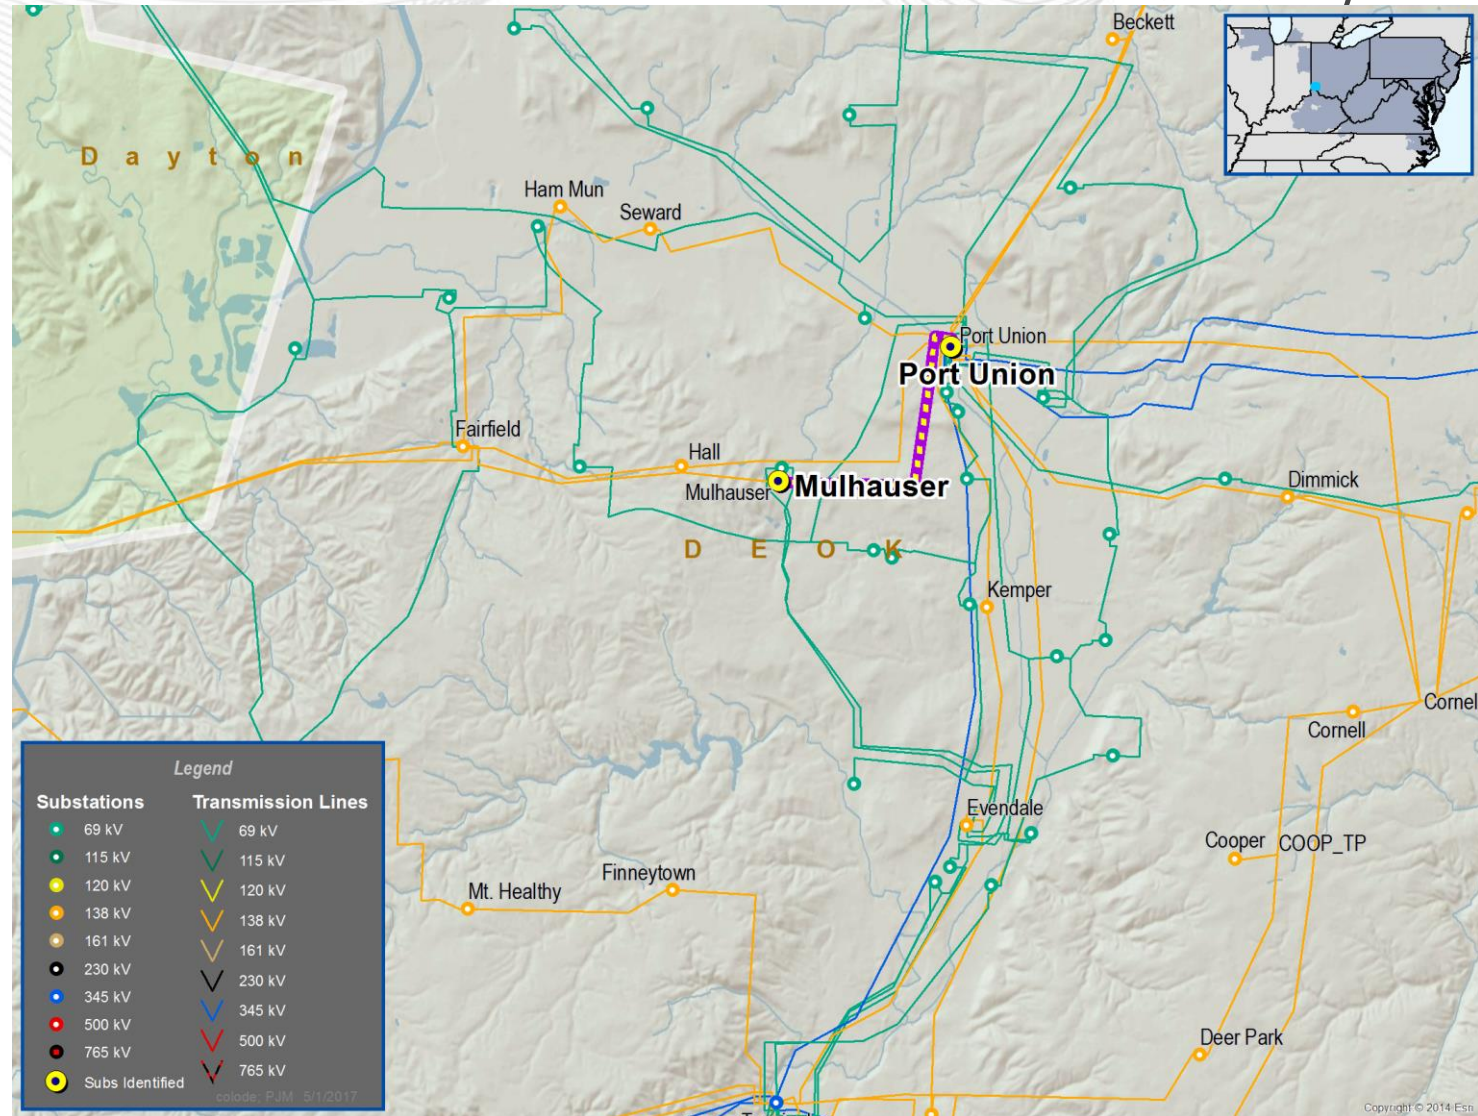 Beckett
Dayton
Ham Mun
Seward
Port Union
Port Union
Fairfield
Hall
Mulhauser
Mulhauser
Dimmick
DEOK
Kemper
Cornel
Cornell
Evendale
Cooper
COOP_TP
Finneytown
Mt. Healthy
Deer Park
Legend
Substations
Transmission Lines
69 kV
69 kV
115 kV
115 kV
120 kV
120 kV
138 kV
138 kV
161 kV
161 kV
230 kV
230 kV
345 kV
345 kV
500 kV
500 kV
765 kV
765 kV
Subs Identified
colode; PJM 5/1/2017
Copyright © 2014 Esri